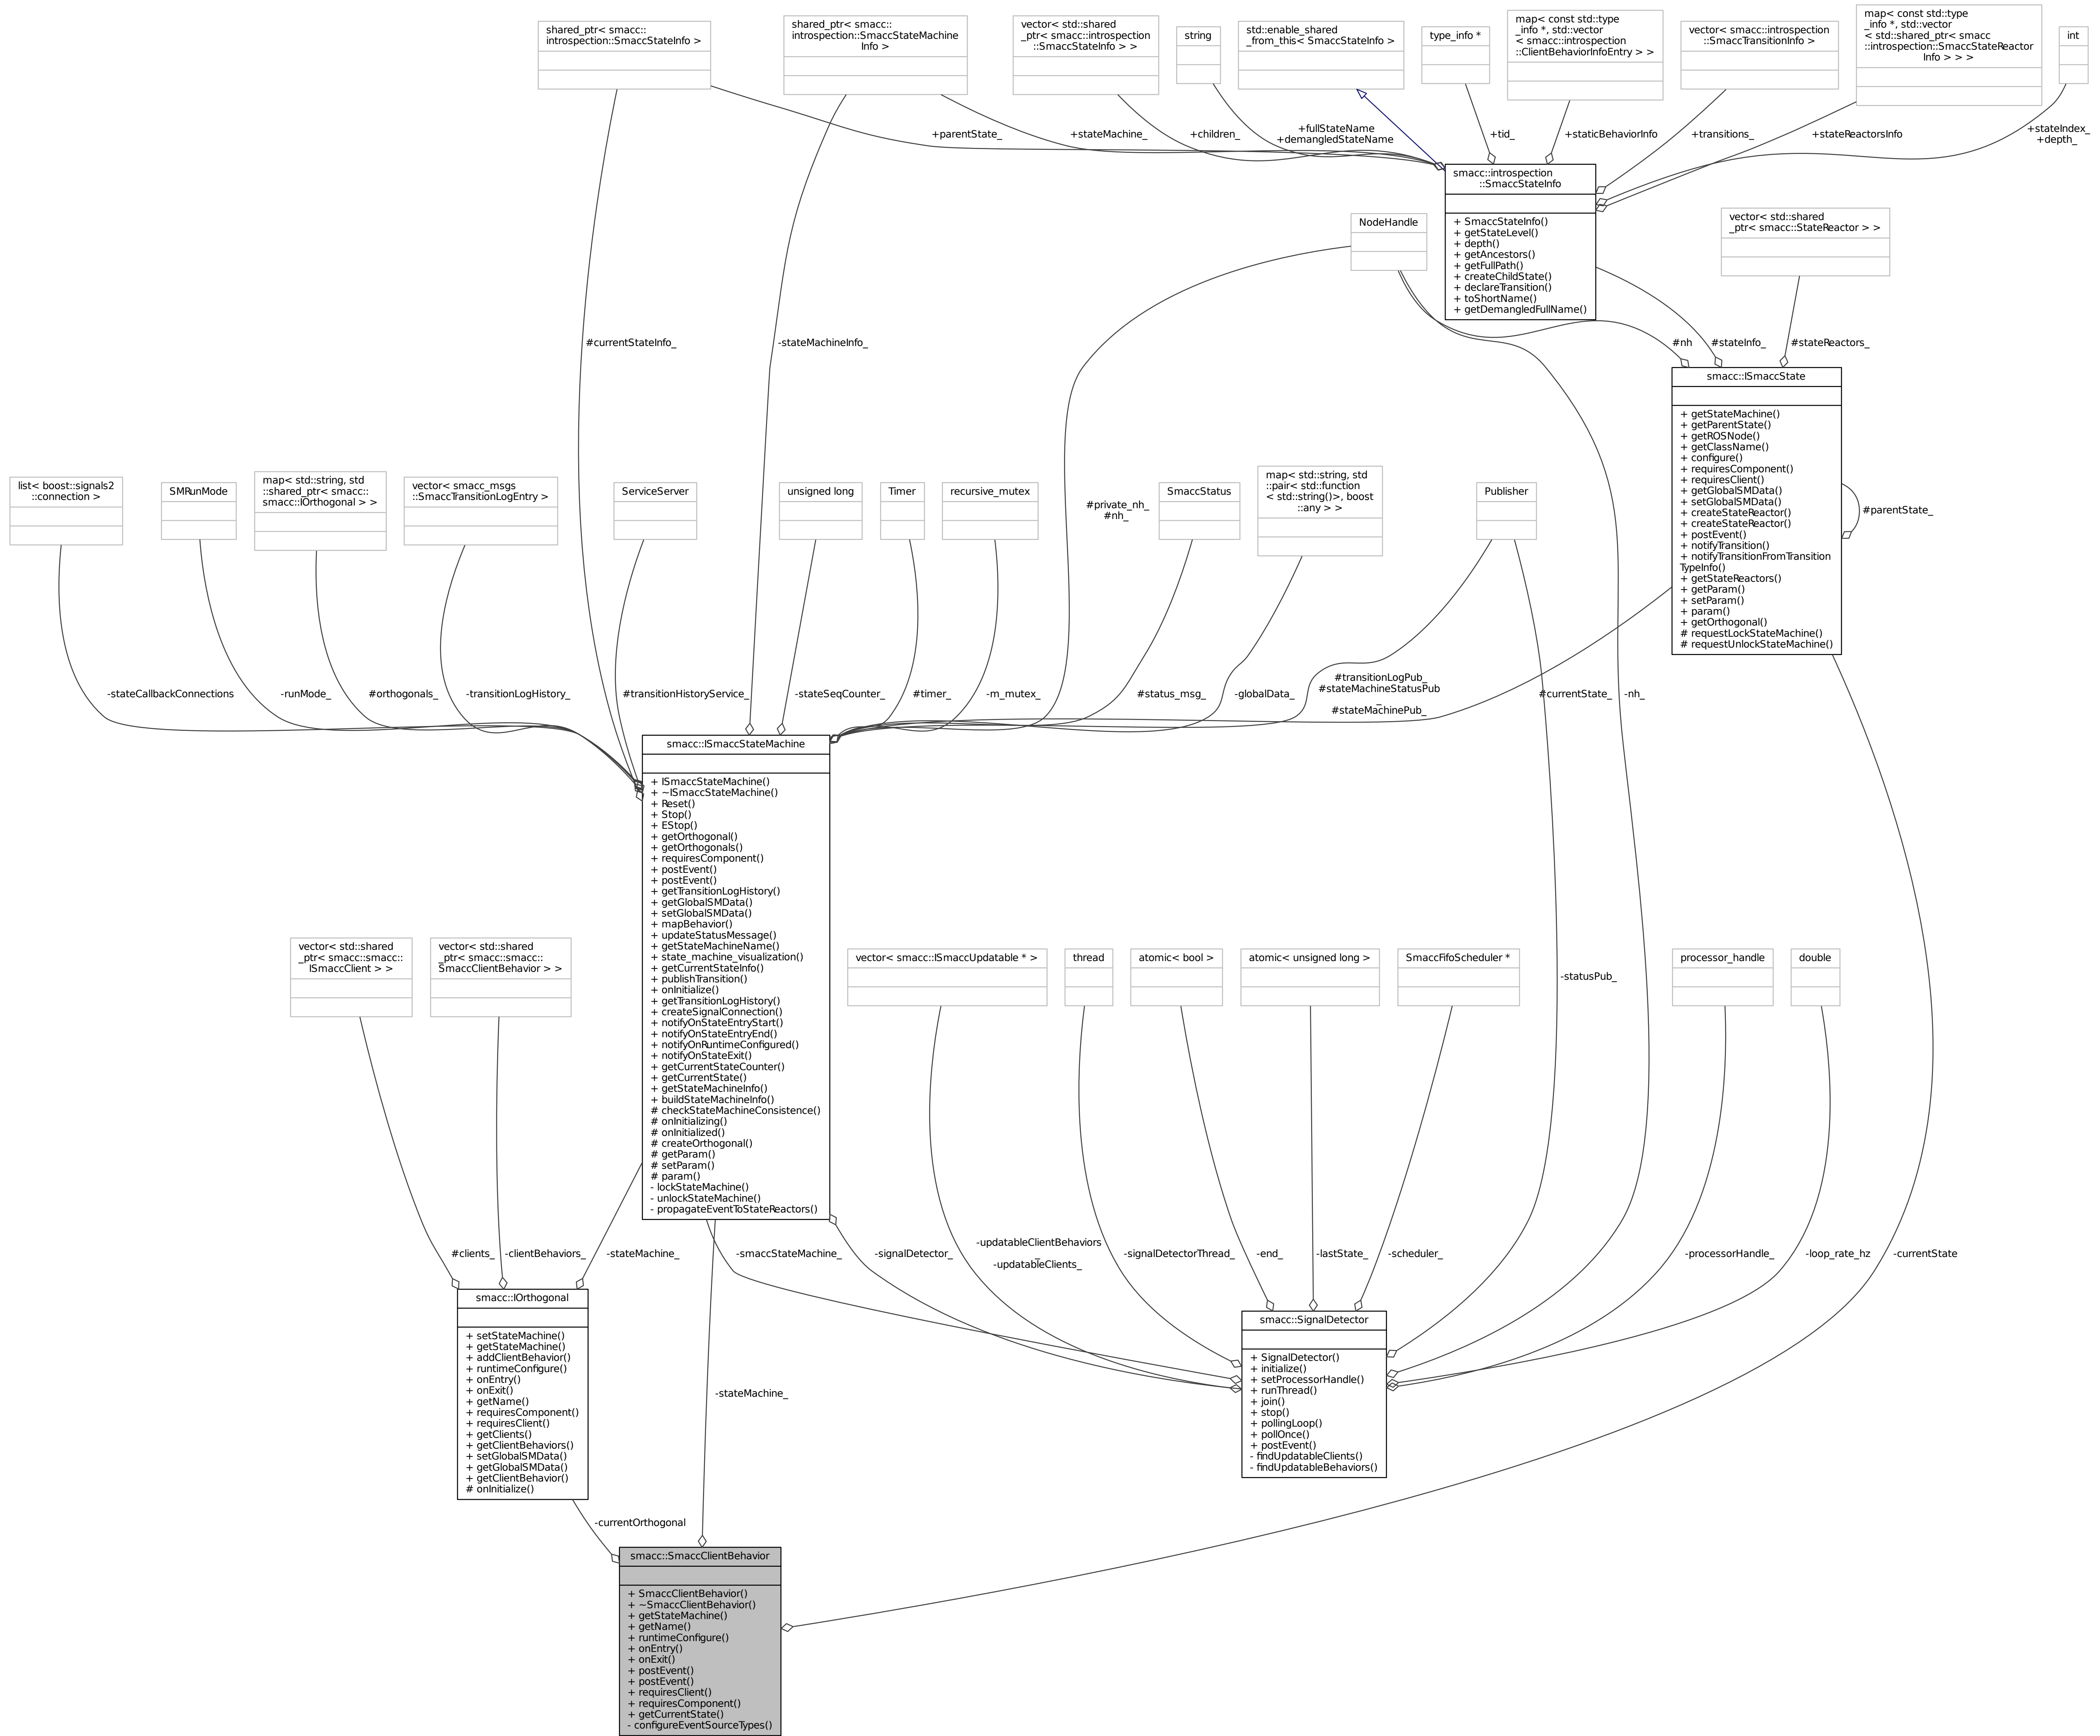 shared_ptr< smacc::
introspection::SmaccStateInfo >
shared_ptr< smacc::
introspection::SmaccStateMachine
Info >
vector< std::shared
_ptr< smacc::introspection
::SmaccStateInfo > >
string
std::enable_shared
_from_this< SmaccStateInfo >
type_info *
map< const std::type
_info *, std::vector
< smacc::introspection
::ClientBehaviorInfoEntry > >
vector< smacc::introspection
::SmaccTransitionInfo >
map< const std::type
_info *, std::vector
< std::shared_ptr< smacc
::introspection::SmaccStateReactor
Info > > >
int
+parentState_
+stateMachine_
+children_
+fullStateName
+demangledStateName
+tid_
+staticBehaviorInfo
+transitions_
+stateReactorsInfo
+stateIndex_
+depth_
smacc::introspection
::SmaccStateInfo
+ SmaccStateInfo()
+ getStateLevel()
+ depth()
+ getAncestors()
+ getFullPath()
+ createChildState()
+ declareTransition()
+ toShortName()
+ getDemangledFullName()
NodeHandle
vector< std::shared
_ptr< smacc::StateReactor > >
#currentStateInfo_
-stateMachineInfo_
#nh
#stateInfo_
#stateReactors_
smacc::ISmaccState
+ getStateMachine()
+ getParentState()
+ getROSNode()
+ getClassName()
+ configure()
+ requiresComponent()
+ requiresClient()
+ getGlobalSMData()
+ setGlobalSMData()
+ createStateReactor()
+ createStateReactor()
+ postEvent()
+ notifyTransition()
+ notifyTransitionFromTransition
TypeInfo()
+ getStateReactors()
+ getParam()
+ setParam()
+ param()
+ getOrthogonal()
# requestLockStateMachine()
# requestUnlockStateMachine()
#parentState_
list< boost::signals2
::connection >
SMRunMode
map< std::string, std
::shared_ptr< smacc::
smacc::IOrthogonal > >
vector< smacc_msgs
::SmaccTransitionLogEntry >
ServiceServer
unsigned long
Timer
recursive_mutex
#private_nh_
#nh_
SmaccStatus
map< std::string, std
::pair< std::function
< std::string()>, boost
::any > >
Publisher
-stateCallbackConnections
-runMode_
#orthogonals_
-transitionLogHistory_
#transitionHistoryService_
-stateSeqCounter_
#timer_
-m_mutex_
#status_msg_
-globalData_
#transitionLogPub_
#stateMachineStatusPub
_
#stateMachinePub_
#currentState_
-nh_
smacc::ISmaccStateMachine
+ ISmaccStateMachine()
+ ~ISmaccStateMachine()
+ Reset()
+ Stop()
+ EStop()
+ getOrthogonal()
+ getOrthogonals()
+ requiresComponent()
+ postEvent()
+ postEvent()
+ getTransitionLogHistory()
+ getGlobalSMData()
+ setGlobalSMData()
+ mapBehavior()
+ updateStatusMessage()
+ getStateMachineName()
+ state_machine_visualization()
+ getCurrentStateInfo()
+ publishTransition()
+ onInitialize()
+ getTransitionLogHistory()
+ createSignalConnection()
+ notifyOnStateEntryStart()
+ notifyOnStateEntryEnd()
+ notifyOnRuntimeConfigured()
+ notifyOnStateExit()
+ getCurrentStateCounter()
+ getCurrentState()
+ getStateMachineInfo()
+ buildStateMachineInfo()
# checkStateMachineConsistence()
# onInitializing()
# onInitialized()
# createOrthogonal()
# getParam()
# setParam()
# param()
- lockStateMachine()
- unlockStateMachine()
- propagateEventToStateReactors()
vector< std::shared
_ptr< smacc::smacc::
ISmaccClient > >
vector< std::shared
_ptr< smacc::smacc::
SmaccClientBehavior > >
vector< smacc::ISmaccUpdatable * >
thread
atomic< bool >
atomic< unsigned long >
SmaccFifoScheduler *
-statusPub_
processor_handle
double
#clients_
-clientBehaviors_
-stateMachine_
-smaccStateMachine_
-signalDetector_
-updatableClientBehaviors
_
-updatableClients_
-signalDetectorThread_
-end_
-lastState_
-scheduler_
-processorHandle_
-loop_rate_hz
-currentState
smacc::IOrthogonal
+ setStateMachine()
+ getStateMachine()
+ addClientBehavior()
+ runtimeConfigure()
+ onEntry()
+ onExit()
+ getName()
+ requiresComponent()
+ requiresClient()
+ getClients()
+ getClientBehaviors()
+ setGlobalSMData()
+ getGlobalSMData()
+ getClientBehavior()
# onInitialize()
smacc::SignalDetector
+ SignalDetector()
+ initialize()
+ setProcessorHandle()
+ runThread()
+ join()
+ stop()
+ pollingLoop()
+ pollOnce()
+ postEvent()
- findUpdatableClients()
- findUpdatableBehaviors()
-stateMachine_
-currentOrthogonal
smacc::SmaccClientBehavior
+ SmaccClientBehavior()
+ ~SmaccClientBehavior()
+ getStateMachine()
+ getName()
+ runtimeConfigure()
+ onEntry()
+ onExit()
+ postEvent()
+ postEvent()
+ requiresClient()
+ requiresComponent()
+ getCurrentState()
- configureEventSourceTypes()